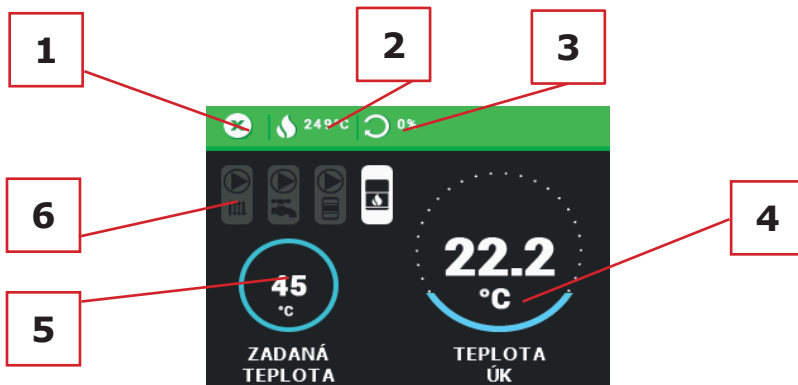 1
2
3
249°C
0%
6
4
22.2
°C
45
°C
5
ZADANÁ
TEPLOTA
TEPLOTA
ÚK